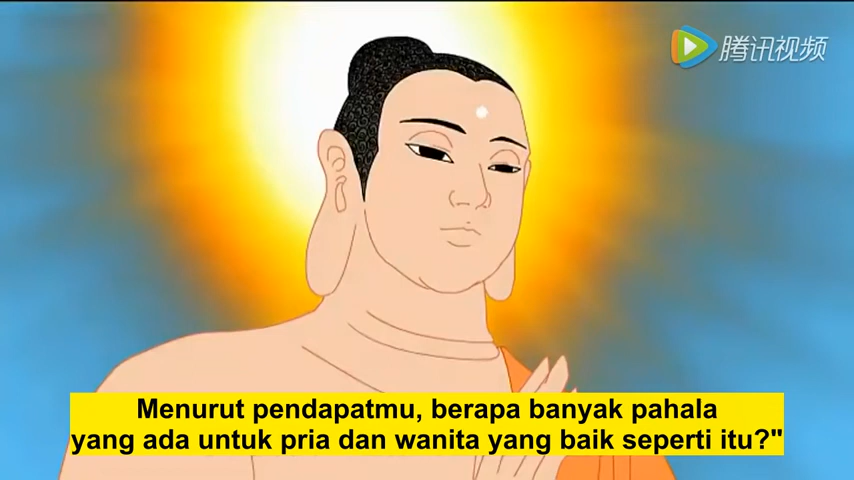 腾讯视频
Menurut pendapatmu, berapa banyak pahala
yang ada untuk pria dan wanita yang baik seperti itu?"